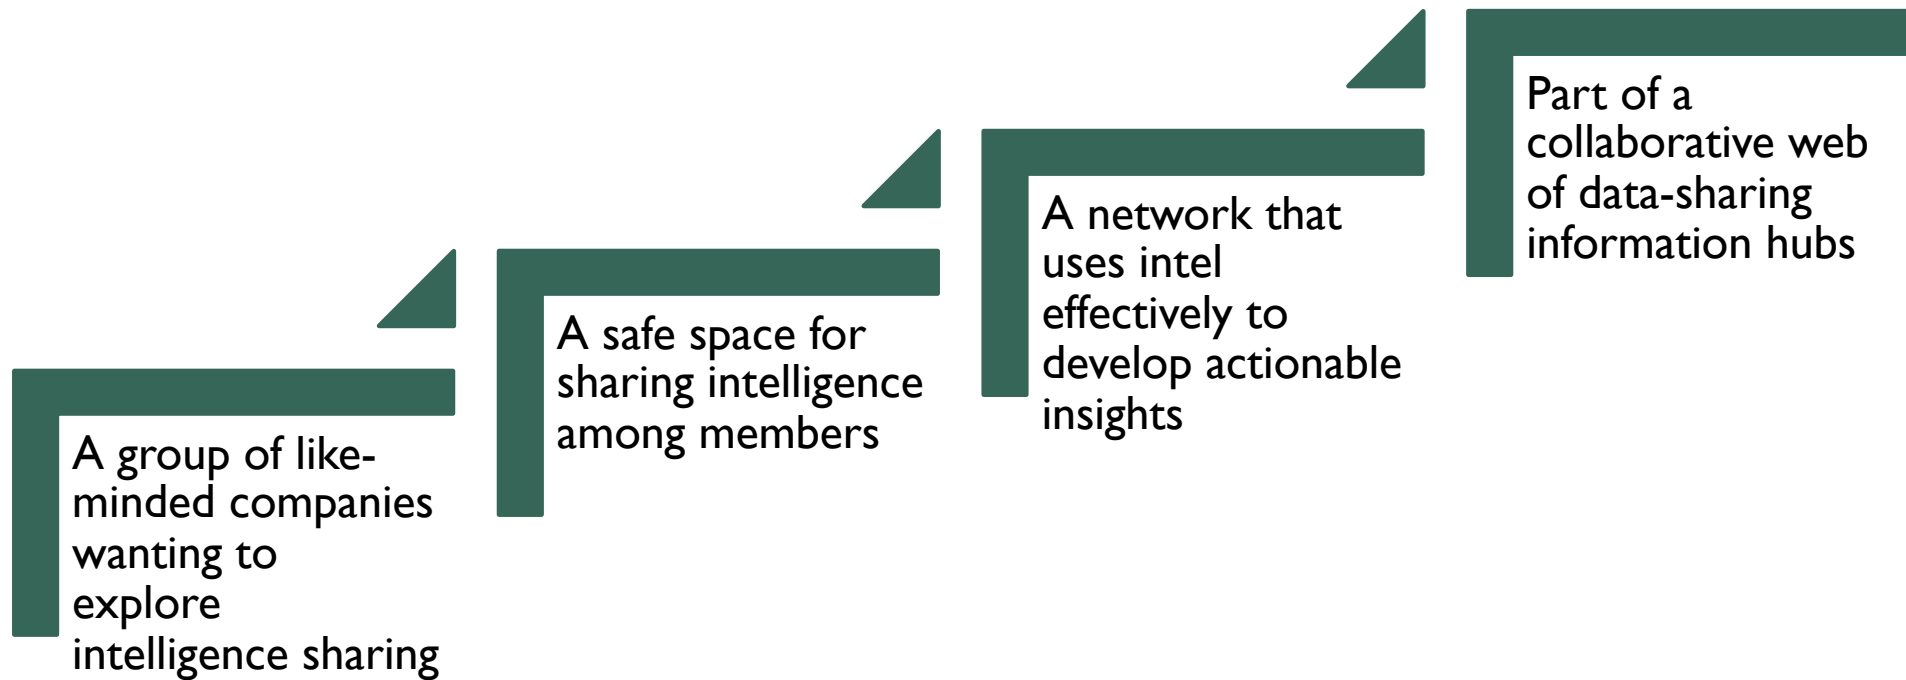 A group of like-
minded companies
wanting to
explore
intelligence sharing
A safe space for
sharing intelligence
among members
A network that
uses intel
effectively to
develop actionable
insights
Part of a
collaborative web
of data-sharing
information hubs